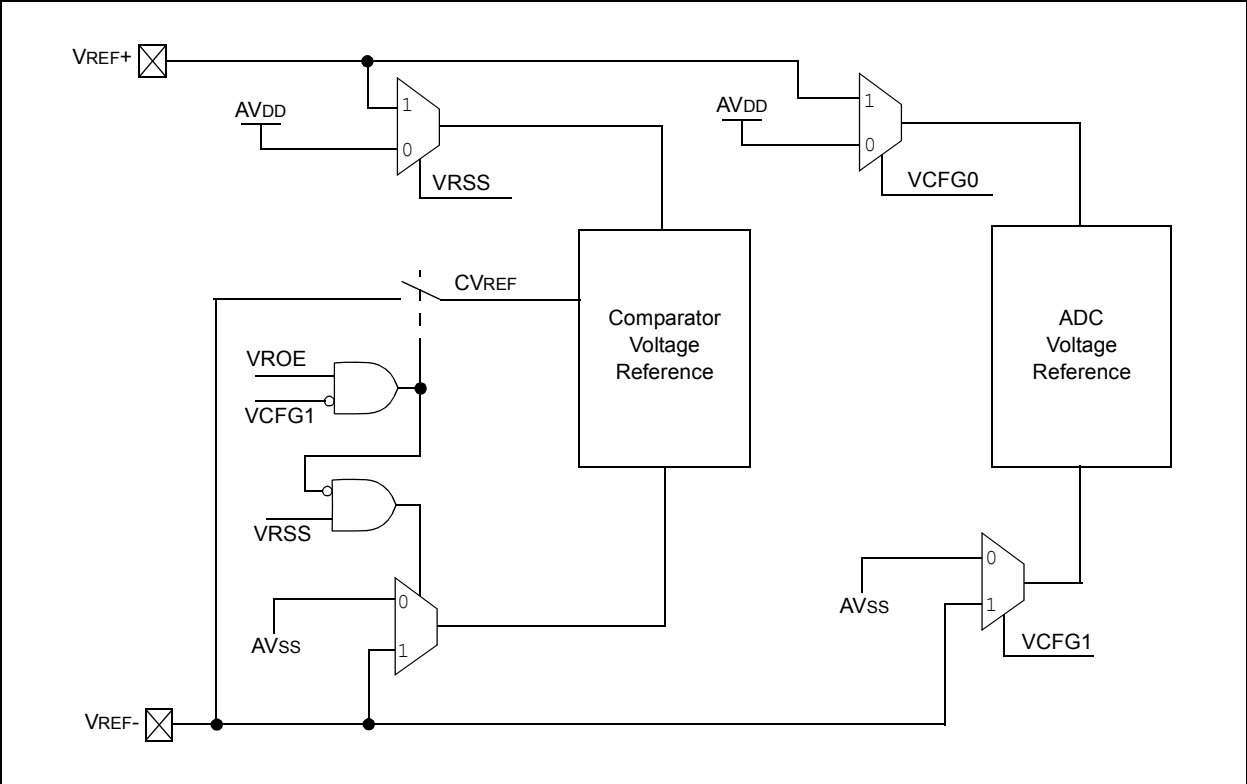 VREF+
AVDD
1
0
VRSS
AVDD
1
0
VCFG0
CVREF
Comparator
Voltage
Reference
ADC
Voltage
Reference
VROE
VCFG1
VRSS
AVSS
0
1
AVSS
0
1
VCFG1
VREF-